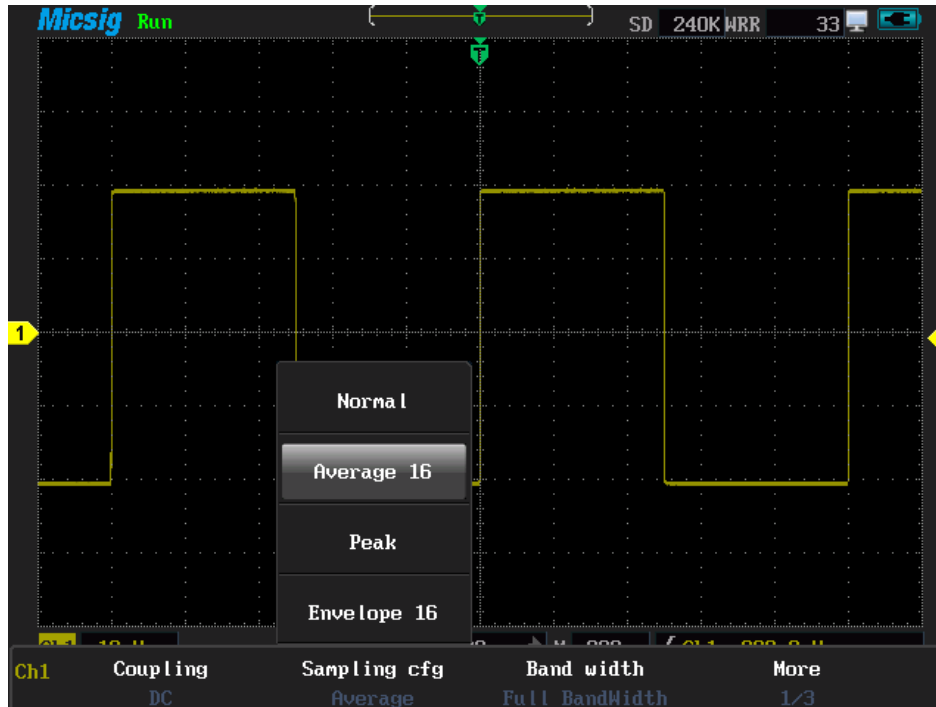 Micsig Run SD 240K WRR 33
T
T
1
Normal
Average 16
Peak
Envelope 16
Ch1 Coupling Sampling cfg Band width More
DC Average Full BandWidth 1/3